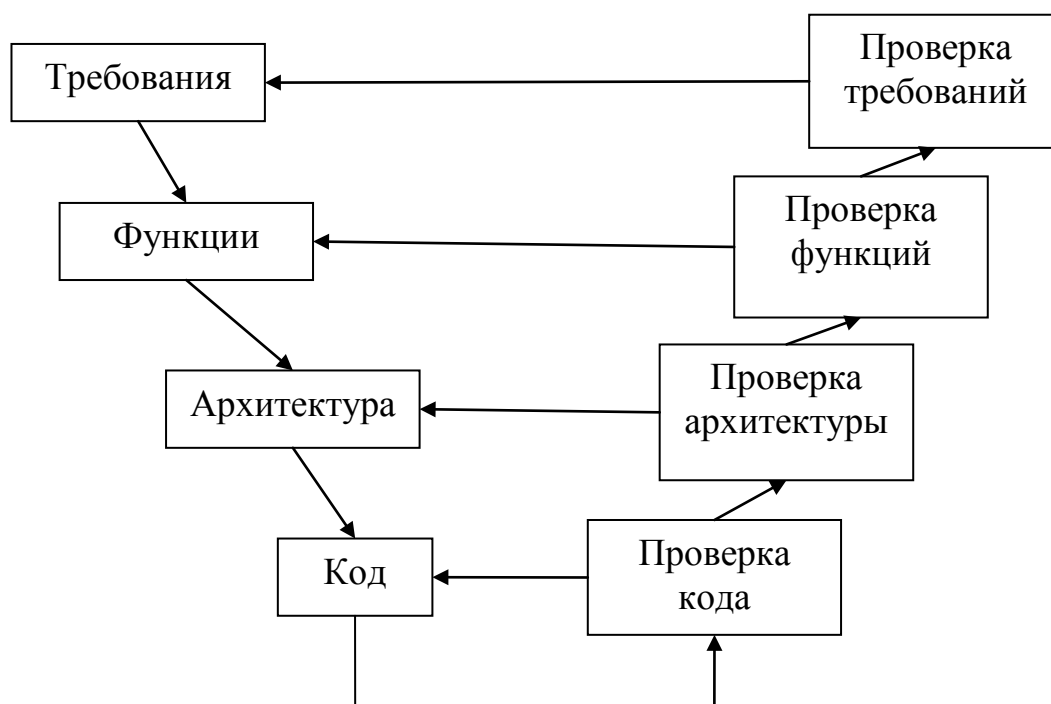 Требования
Проверка
требований
Функции
Проверка
функций
Архитектура
Проверка
архитектуры
Код
Проверка
кода